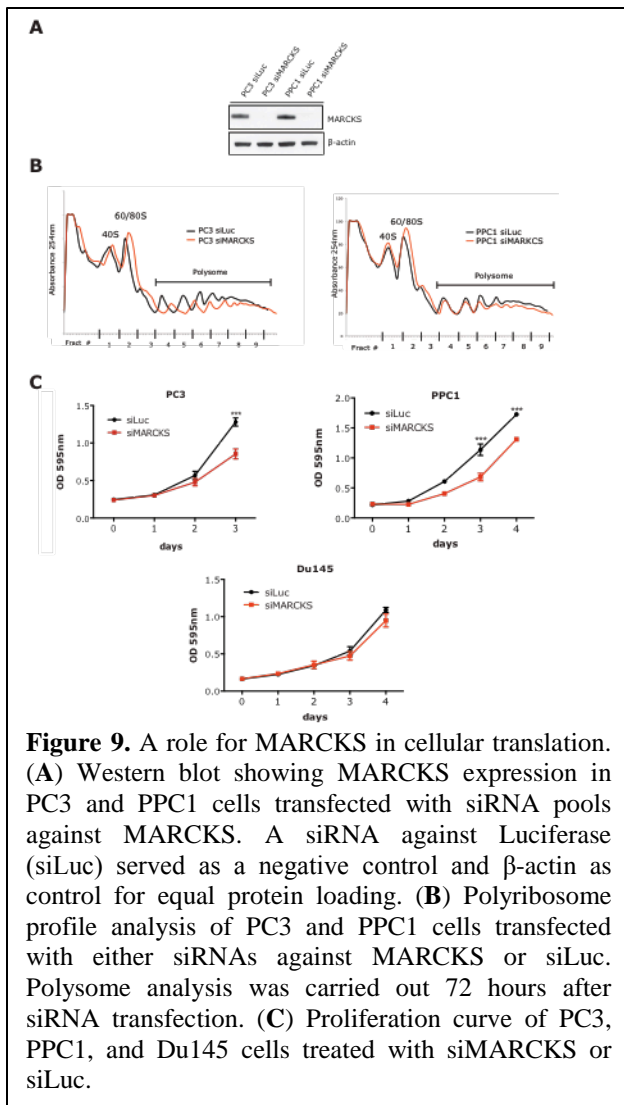 A
PC3 siLuc
PC3 siMARCKS
PPC1 siLuc
PPC1 siMARCKS
MARCKS
β-actin
B
60/80S
40S
PC3 siLuc
PC3 siMARCKS
Polysome
Absorbance 254nm
Fract #
1 2 3 4 5 6 7 8 9
60/80S
40S
PPC1 siLuc
PPC1 siMARKCS
Polysome
Absorbance 254nm
Fract #
1 2 3 4 5 6 7 8 9
C
PC3
siLuc
siMARCKS
***
OD 595nm
1.5
1.0
0.5
0.0
0 1 2 3
days
PPC1
siLuc
siMARCKS
*** ***
OD 595nm
2.0
1.5
1.0
0.5
0.0
0 1 2 3 4
days
Du145
siLuc
siMARCKS
OD 595nm
1.5
1.0
0.5
0.0
0 1 2 3 4
days
Figure 9. A role for MARCKS in cellular translation.
(A) Western blot showing MARCKS expression in
PC3 and PPC1 cells transfected with siRNA pools
against MARCKS. A siRNA against Luciferase
(siLuc) served as a negative control and β-actin as
control for equal protein loading. (B) Polyribosome
profile analysis of PC3 and PPC1 cells transfected
with either siRNAs against MARCKS or siLuc.
Polysome analysis was carried out 72 hours after
siRNA transfection. (C) Proliferation curve of PC3,
PPC1, and Du145 cells treated with siMARCKS or
siLuc.